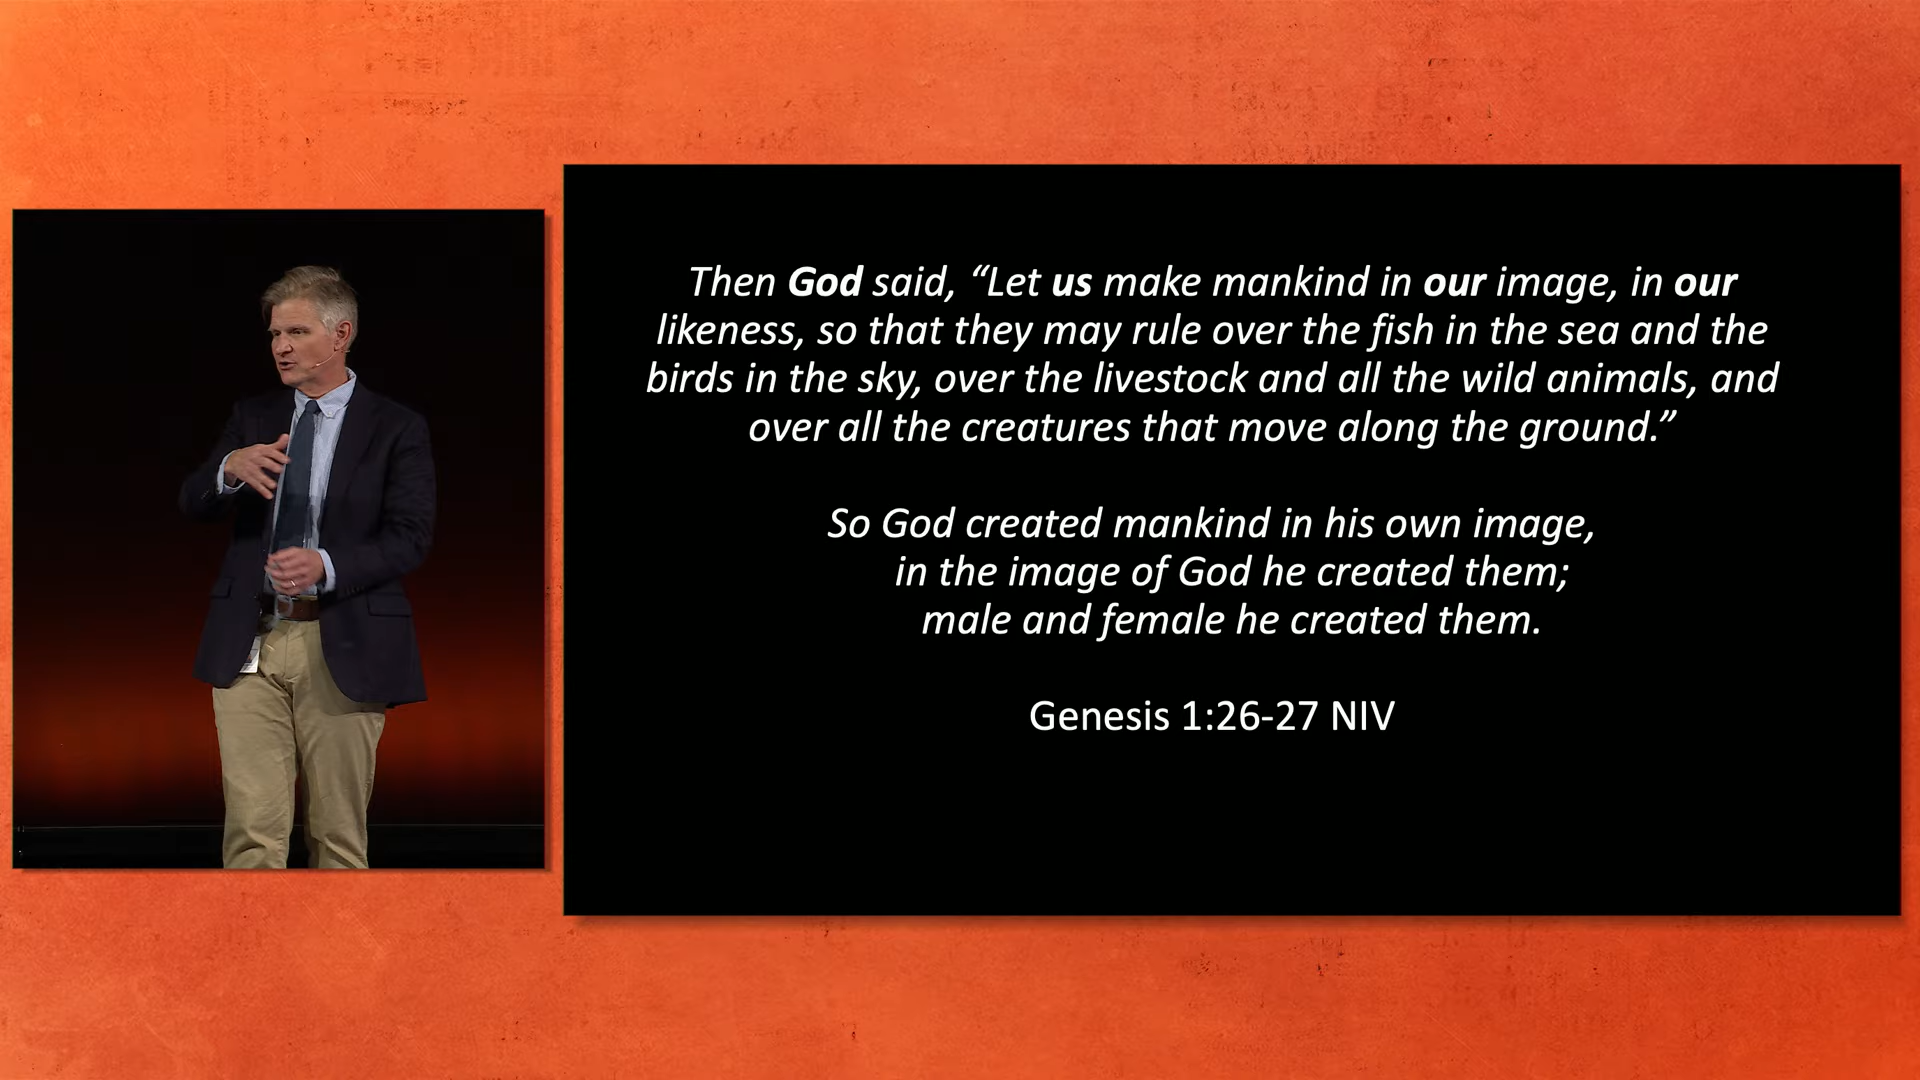 Then God said, “Let us make mankind in our image, in our
likeness, so that they may rule over the fish in the sea and the
birds in the sky, over the livestock and all the wild animals, and
over all the creatures that move along the ground.”
So God created mankind in his own image,
in the image of God he created them;
male and female he created them.
Genesis 1:26-27 NIV